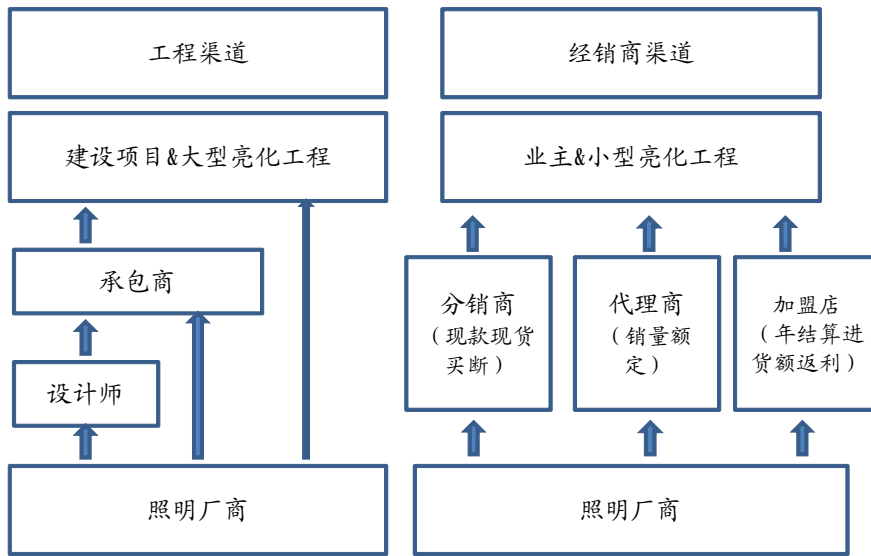 工程渠道
经销商渠道
建设项目&大型亮化工程
业主&小型亮化工程
承包商
设计师
分销商
（现款现货
买断）
代理商
（销量额
定）
加盟店
（年结算进
货额返利）
照明厂商
照明厂商